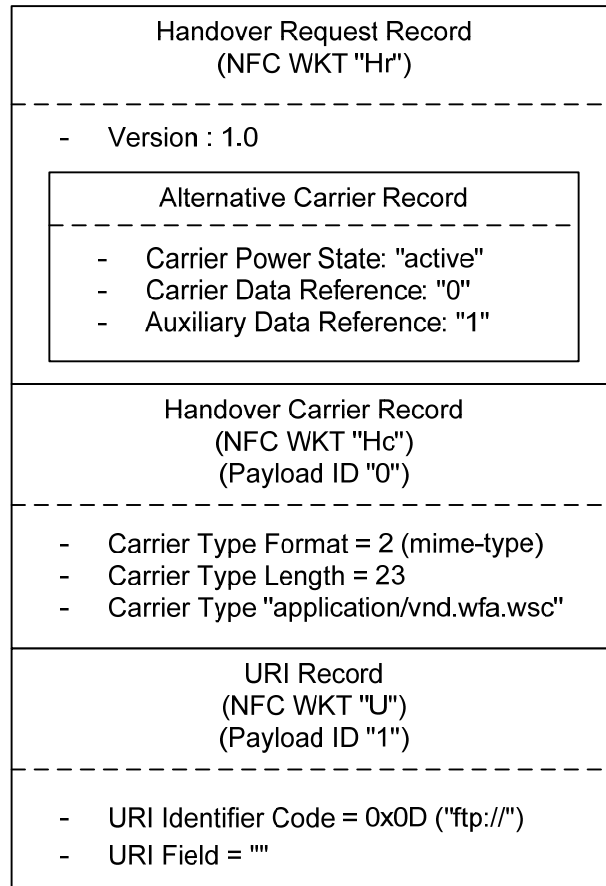 Handover Request Record
(NFC WKT "Hr")
- Version : 1.0
Alternative Carrier Record
- Carrier Power State: "active"
- Carrier Data Reference: "0"
- Auxiliary Data Reference: "1"
Handover Carrier Record
(NFC WKT "Hc")
(Payload ID "0")
- Carrier Type Format = 2 (mime-type)
- Carrier Type Length = 23
- Carrier Type "application/vnd.wfa.wsc"
URI Record
(NFC WKT "U")
(Payload ID "1")
- URI Identifier Code = 0x0D ("ftp://")
- URI Field = ""